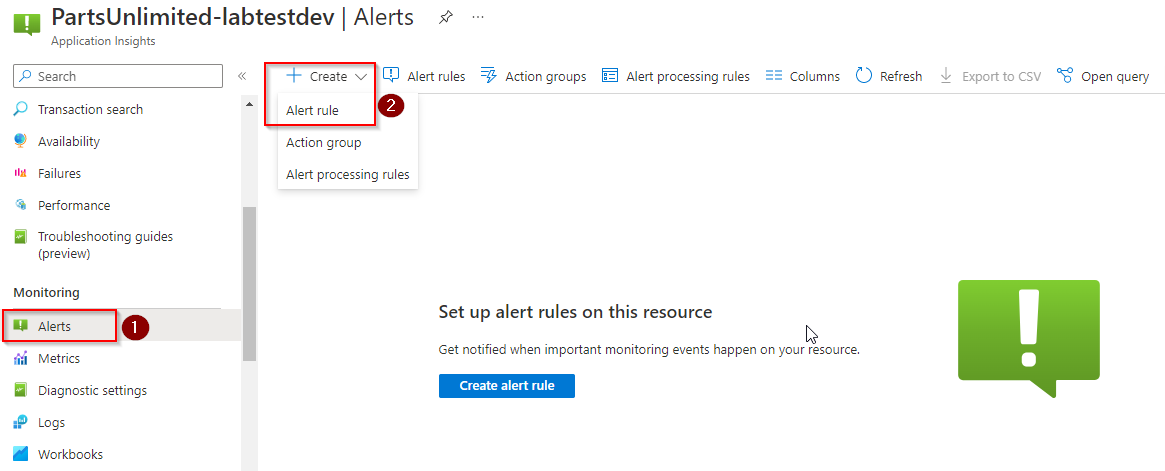 PartsUnlimited-labtestdev | Alerts
Application Insights
Search
Transaction search
Availability
Failures
Performance
Troubleshooting guides
(preview)
Monitoring
Alerts
1
Metrics
Diagnostic settings
Logs
Workbooks
Create
Alert rules
Action groups
Alert processing rules
Columns
Refresh
Export to CSV
Open query
Alert rule
2
Action group
Alert processing rules
Set up alert rules on this resource
Get notified when important monitoring events happen on your resource.
Create alert rule